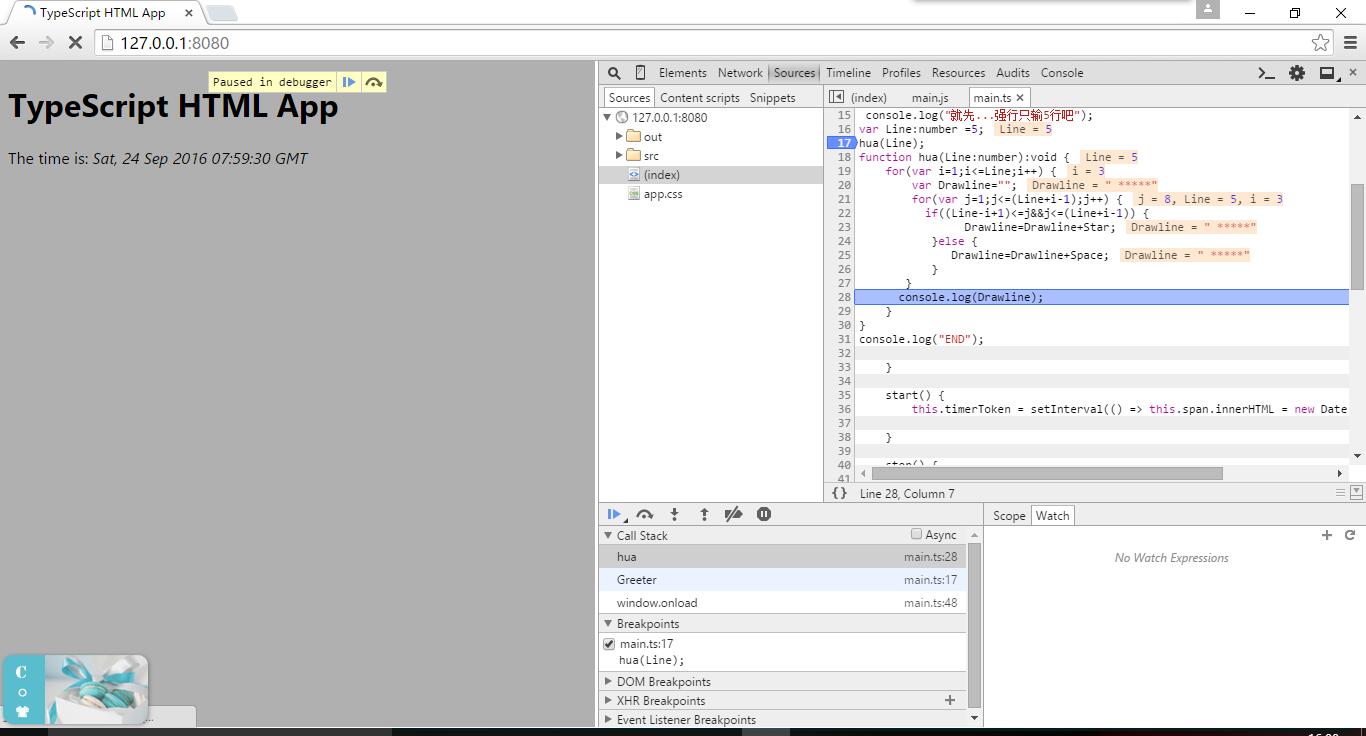 TypeScript HTML App
127.0.0.1:8080
Paused in debugger
TypeScript HTML App
The time is: Sat, 24 Sep 2016 07:59:30 GMT
C
Elements Network Sources Timeline Profiles Resources Audits Console
Sources Content scripts Snippets
127.0.0.1:8080
out
src
(index)
app.css
(index) main.js main.ts
15 console.log("就先...强行只输5行吧");
16 var Line:number =5; Line = 5
17 hua(Line);
18 function hua(Line:number):void { Line = 5
19 for(var i=1;i<=Line;i++) { i = 3
20 var Drawline=""; Drawline = " *****"
21 for(var j=1;j<=(Line+i-1);j++) { j = 8, Line = 5, i = 3
22 if((Line-i+1)<=j&&j<=(Line+i-1)) {
23 Drawline=Drawline+Star; Drawline = " *****"
24 }else {
25 Drawline=Drawline+Space; Drawline = " *****"
26 }
27 }
28 console.log(Drawline);
29 }
30 }
31 console.log("END");
32
33 }
34
35 start() {
36 this.timerToken = setInterval(() => this.span.innerHTML = new Date
37
38 }
39
40 stop() {
41
{} Line 28, Column 7
Call Stack Async
hua main.ts:28
Greeter main.ts:17
window.onload main.ts:48
Breakpoints
main.ts:17
hua(Line);
DOM Breakpoints
XHR Breakpoints
Event Listener Breakpoints
Scope Watch
No Watch Expressions